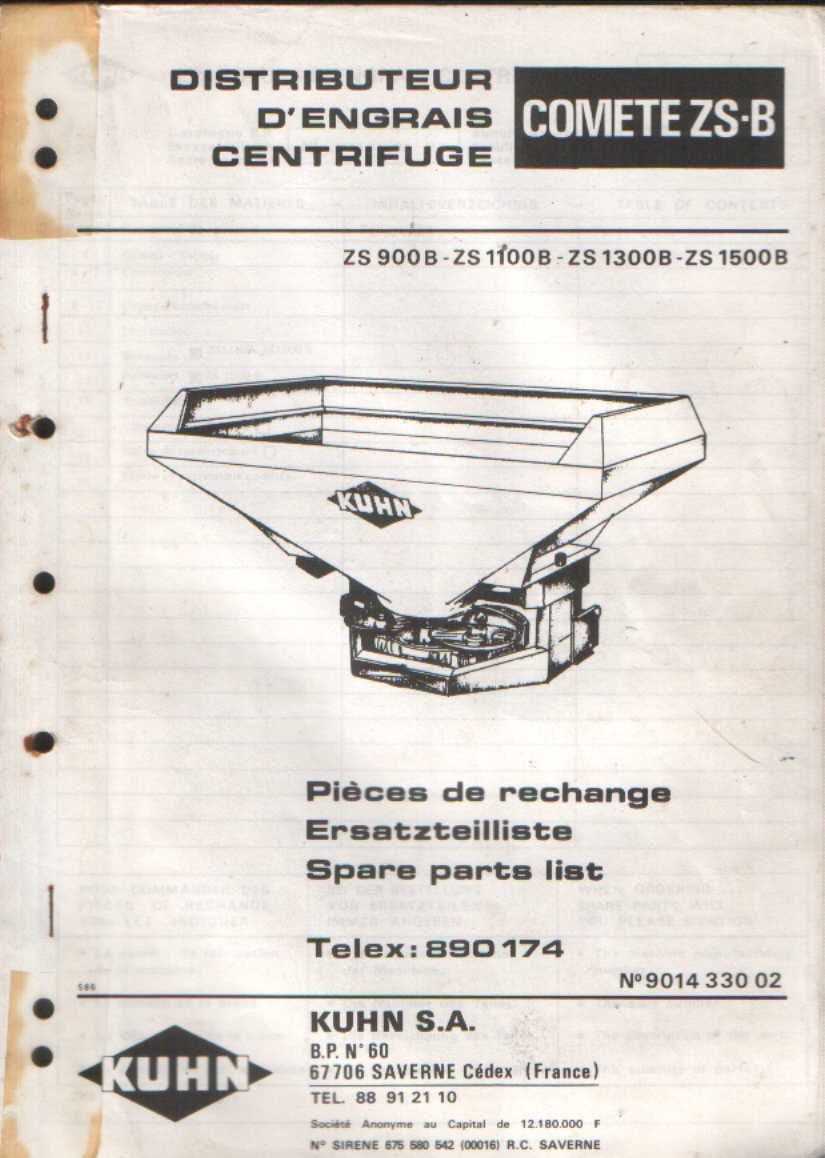 DISTRIBUTEUR
D'ENGRAIS
CENTRIFUGE
COMETE ZS-B
ZS 900 B - ZS 1100 B - ZS 1300 B - ZS 1500 B
KUHN
Pièces de rechange
Ersatzteilliste
Spare parts list
Telex: 890 174
N° 9014 330 02
586
KUHN
KUHN S.A.
B.P. N° 60
67706 SAVERNE Cédex (France)
TEL. 88 91 21 10
Société Anonyme au Capital de 12.180.000 F
N° SIRENE 675 580 542 (00016) R.C. SAVERNE